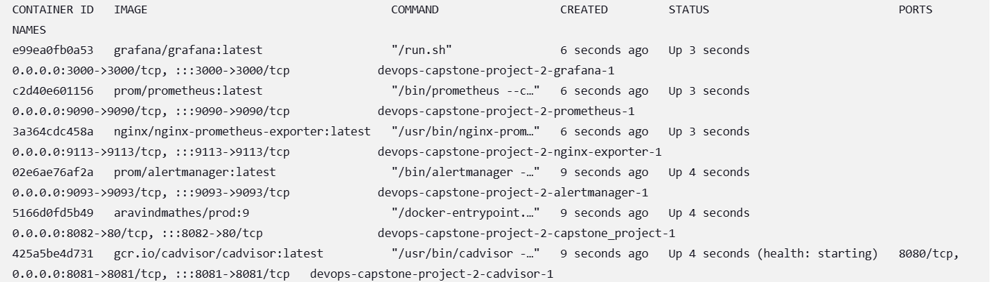 CONTAINER ID   IMAGE                                    COMMAND                  CREATED         STATUS                            PORTS
NAMES
e99ea0fb0a53   grafana/grafana:latest                   "/run.sh"                6 seconds ago   Up 3 seconds
0.0.0.0:3000->3000/tcp, :::3000->3000/tcp             devops-capstone-project-2-grafana-1
c2d40e601156   prom/prometheus:latest                   "/bin/prometheus --c…"   6 seconds ago   Up 3 seconds
0.0.0.0:9090->9090/tcp, :::9090->9090/tcp             devops-capstone-project-2-prometheus-1
3a364cdc458a   nginx/nginx-prometheus-exporter:latest   "/usr/bin/nginx-prom…"   6 seconds ago   Up 3 seconds
0.0.0.0:9113->9113/tcp, :::9113->9113/tcp             devops-capstone-project-2-nginx-exporter-1
02e6ae76af2a   prom/alertmanager:latest                 "/bin/alertmanager -…"   9 seconds ago   Up 4 seconds
0.0.0.0:9093->9093/tcp, :::9093->9093/tcp             devops-capstone-project-2-alertmanager-1
5166d0fd5b49   aravindmathes/prod:9                     "/docker-entrypoint.…"   9 seconds ago   Up 4 seconds
0.0.0.0:8082->80/tcp, :::8082->80/tcp                 devops-capstone-project-2-capstone_project-1
425a5be4d731   gcr.io/cadvisor/cadvisor:latest          "/usr/bin/cadvisor -…"   9 seconds ago   Up 4 seconds (health: starting)   8080/tcp,
0.0.0.0:8081->8081/tcp, :::8081->8081/tcp   devops-capstone-project-2-cadvisor-1